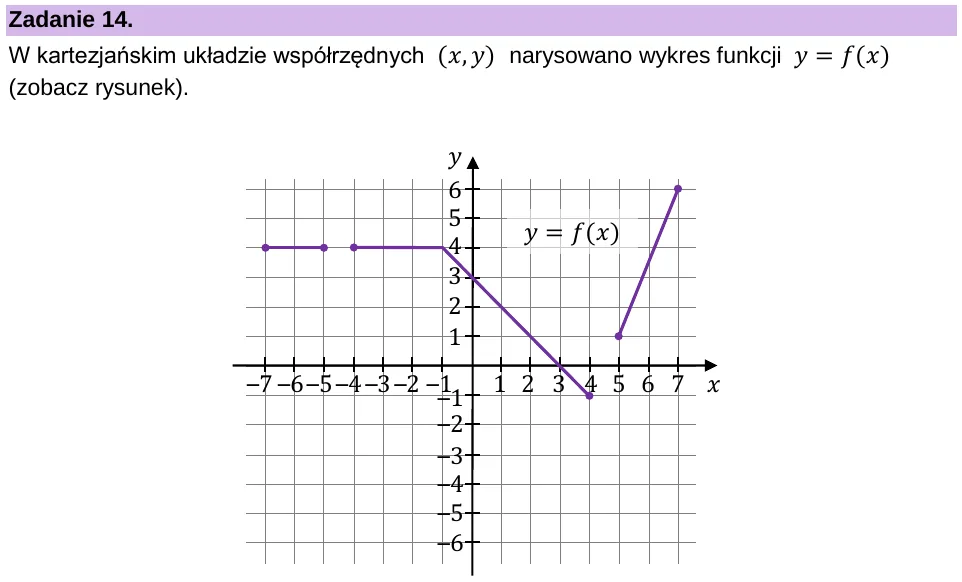 Zadanie 14.
W kartezjańskim układzie współrzędnych (x, y) narysowano wykres funkcji y = f(x)
(zobacz rysunek).
y
6
5
y = f(x)
4
3
2
1
−7 −6 −5 −4 −3 −2 −1 1 2 3 4 5 6 7 x
−1
−2
−3
−4
−5
−6